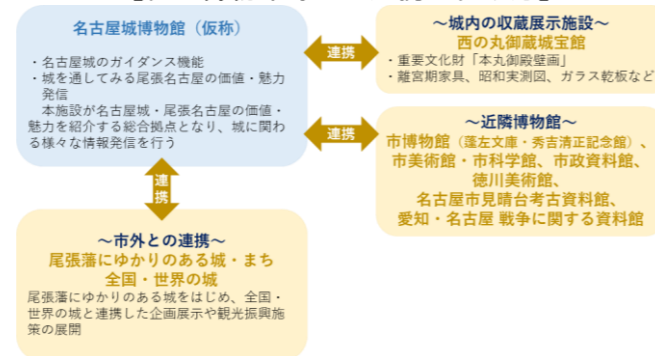 名古屋城博物館（仮称）
・名古屋城のガイダンス機能
・城を通してみる尾張名古屋の価値・魅力
発信
本施設が名古屋城・尾張名古屋の価値・
魅力を紹介する総合拠点となり、城に関わ
る様々な情報発信を行う
連携
～城内の収蔵展示施設～
西の丸御蔵城宝館
・重要文化財「本丸御殿壁画」
・離宮期家具、昭和実測図、ガラス乾板など
連携
～近隣博物館～
市博物館（蓬左文庫・秀吉清正記念館）、
市美術館・市科学館、市政資料館、
徳川美術館、
名古屋市見晴台考古資料館、
愛知・名古屋 戦争に関する資料館
連
携
～市外との連携～
尾張藩にゆかりのある城・まち
全国・世界の城
尾張藩にゆかりのある城をはじめ、全国・
世界の城と連携した企画展示や観光振興施
策の展開